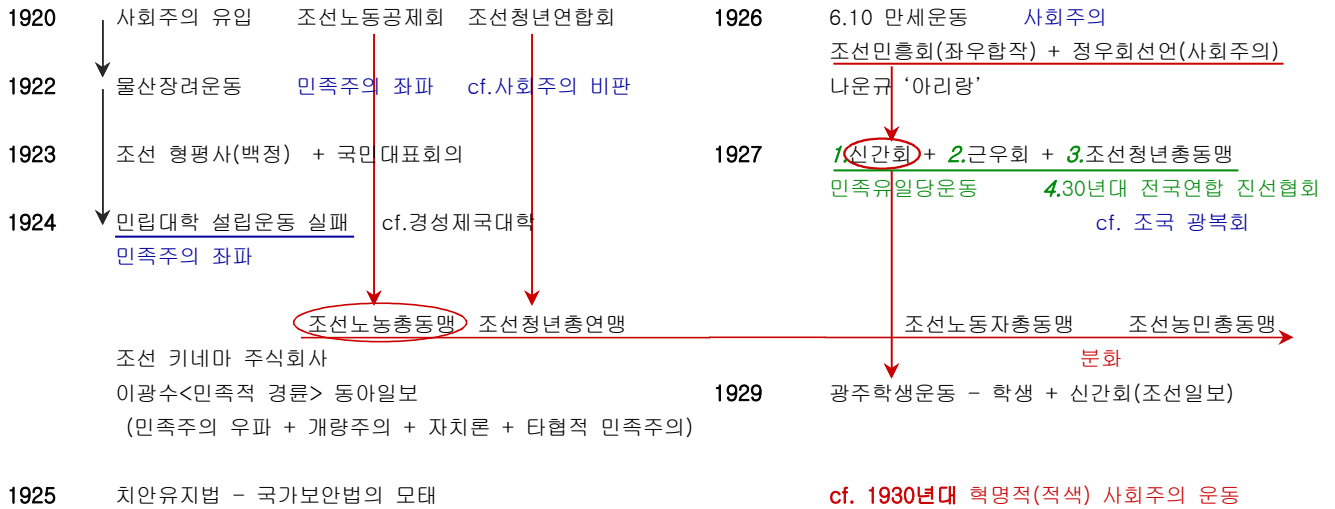 1920 사회주의 유입 조선노동공제회 조선청년연합회
1922 물산장려운동 민족주의 좌파 cf.사회주의 비판
1923 조선 형평사(백정) + 국민대표회의
1924 민립대학 설립운동 실패 cf.경성제국대학
민족주의 좌파
조선노농총동맹 조선청년총연맹
조선 키네마 주식회사
이광수<민족적 경륜> 동아일보
(민족주의 우파 + 개량주의 + 자치론 + 타협적 민족주의)
1925 치안유지법 - 국가보안법의 모태
1926 6.10 만세운동 사회주의
조선민흥회(좌우합작) + 정우회선언(사회주의)
나운규 ‘아리랑’
1927 1.신간회 + 2.근우회 + 3.조선청년총동맹
민족유일당운동 4.30년대 전국연합 진선협회
cf. 조국 광복회
조선노동자총동맹 조선농민총동맹
분화
1929 광주학생운동 - 학생 + 신간회(조선일보)
cf. 1930년대 혁명적(적색) 사회주의 운동